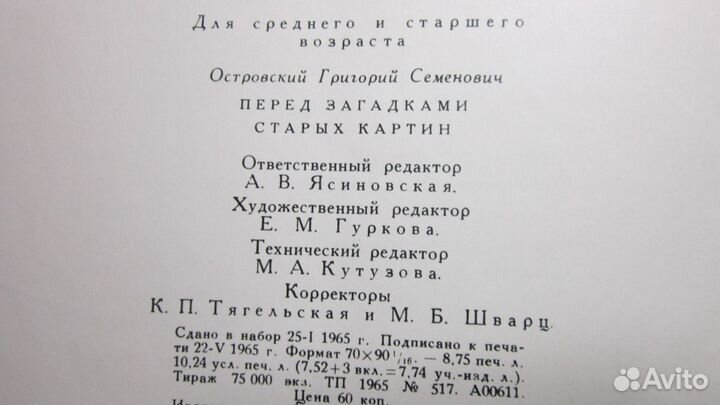 Для среднего и старшего
возраста
Островский Григорий Семенович
ПЕРЕД ЗАГАДКАМИ
СТАРЫХ КАРТИН
Ответственный редактор
А. В. Ясиновская.
Художественный редактор
Е. М. Гуркова.
Технический редактор
М. А. Кутузова.
Корректоры
К. П. Тягельская и М. Б. Шварц.
Сдано в набор 25-I 1965 г. Подписано к печа-
ти 22-V 1965 г. Формат 70×90 1/16. — 8,75 печ. л.
10,24 усл. печ. л. (7,52+3 вкл.=7,74 уч.-изд. л.).
Тираж 75 000 экз. ТП 1965 № 517. А00611.
Цена 60 коп.
Avito